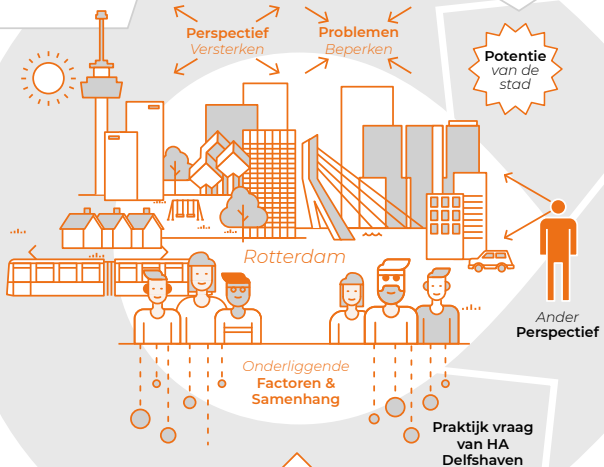 Perspectief
Versterken
Problemen
Beperken
Potentie
van de
stad
Rotterdam
Ander
Perspectief
Onderliggende
Factoren &
Samenhang
Praktijk vraag
van HA
Delfshaven